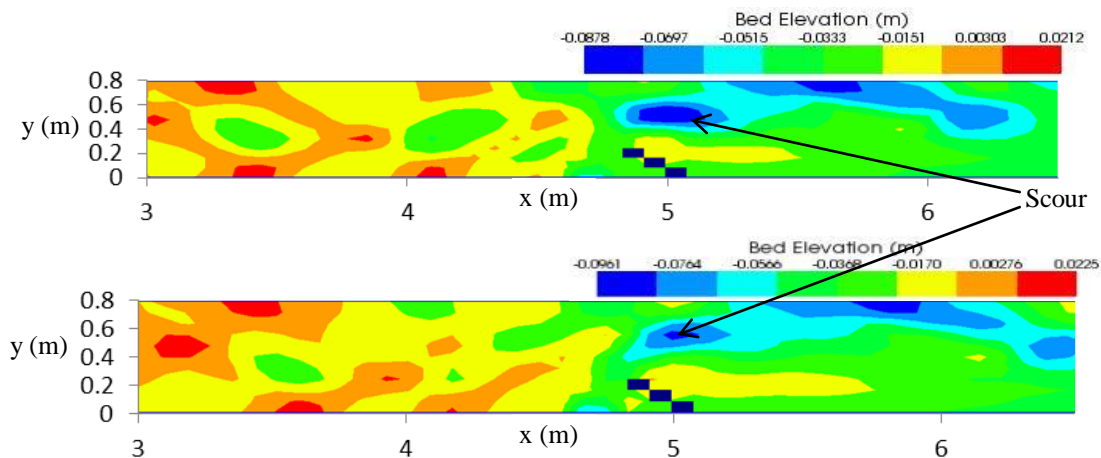 Bed Elevation (m)
-0.0878 -0.0697 -0.0515 -0.0333 -0.0151 0.00303 0.0212
0.8
0.6
y (m) 0.4
0.2
0
3 4 x (m) 5 6
Scour
Bed Elevation (m)
-0.0961 -0.0764 -0.0566 -0.0368 -0.0170 0.00276 0.0225
0.8
0.6
y (m) 0.4
0.2
0
3 4 x (m) 5 6